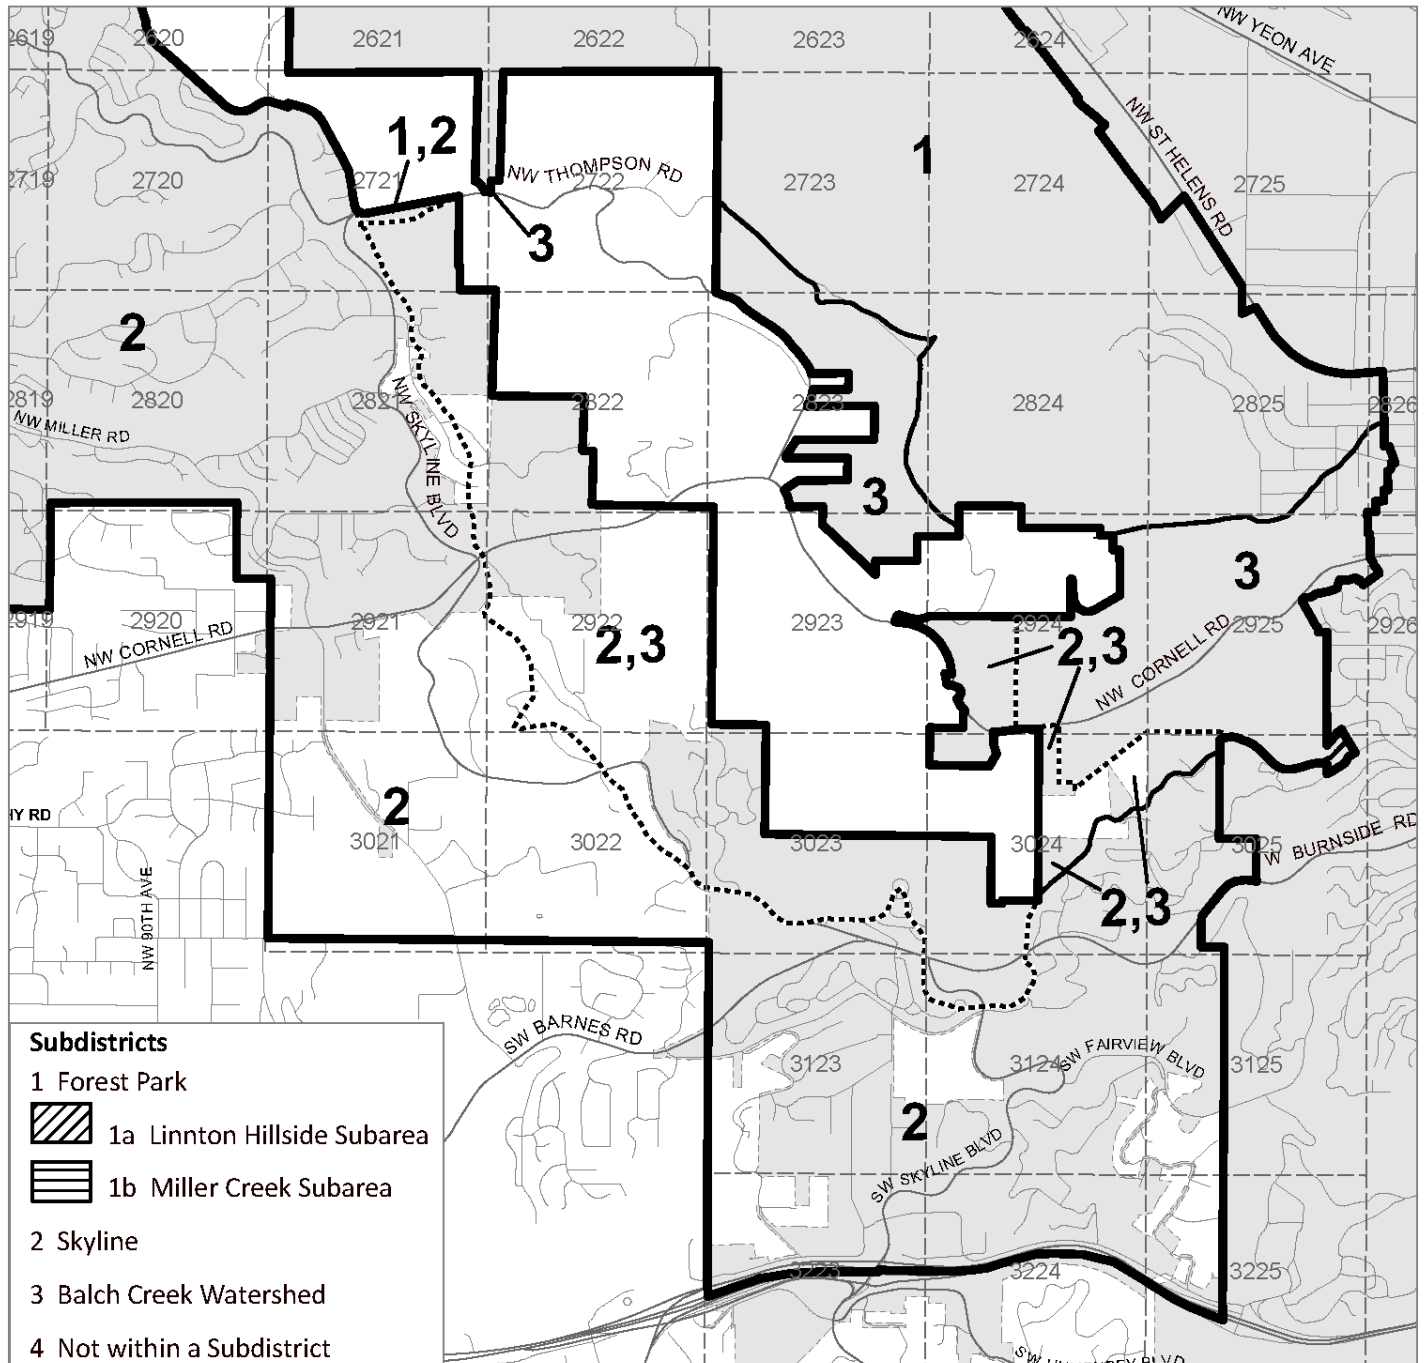 2619
2620
2621
2622
2623
2624
NW YEON AVE
1,2
1
NW ST HELENS RD
2719
2720
2721
NW THOMPSON RD
2722
2723
2724
2725
3
2
2819
2820
2821
2822
2823
2824
2825
2826
NW MILLER RD
NW SKYLINE BLVD
3
3
2919
2920
2921
2922
2923
2924
2925
2926
NW CORNELL RD
2,3
2,3
NW CORNELL RD
2
HY RD
3021
3022
3023
3024
3025
W BURNSIDE RD
NW 90TH AVE
2,3
SW BARNES RD
3123
3124
3125
SW FAIRVIEW BLVD
2
SW SKYLINE BLVD
3223
3224
3225
Subdistricts
1 Forest Park
1a Linnton Hillside Subarea
1b Miller Creek Subarea
2 Skyline
3 Balch Creek Watershed
4 Not within a Subdistrict